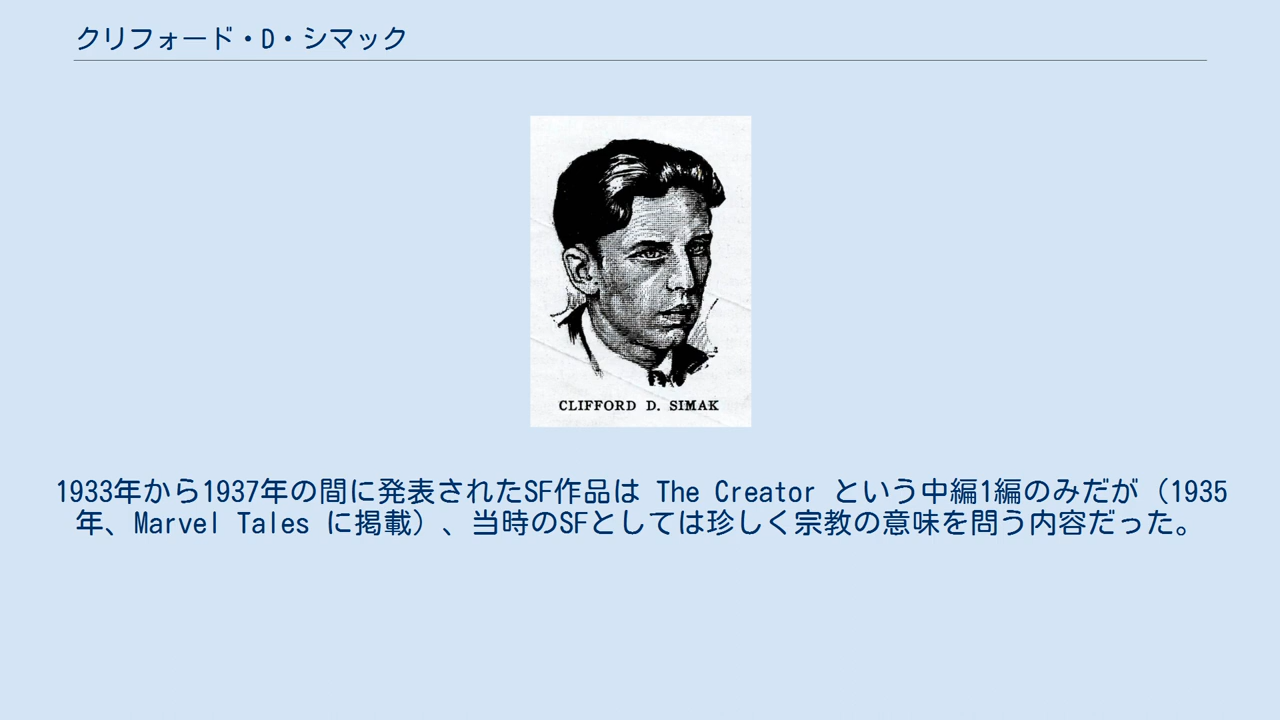 クリフォード・D・シマック
CLIFFORD D. SIMAK
1933年から1937年の間に発表されたSF作品は The Creator という中編1編のみだが（1935
年、Marvel Tales に掲載）、当時のSFとしては珍しく宗教の意味を問う内容だった。